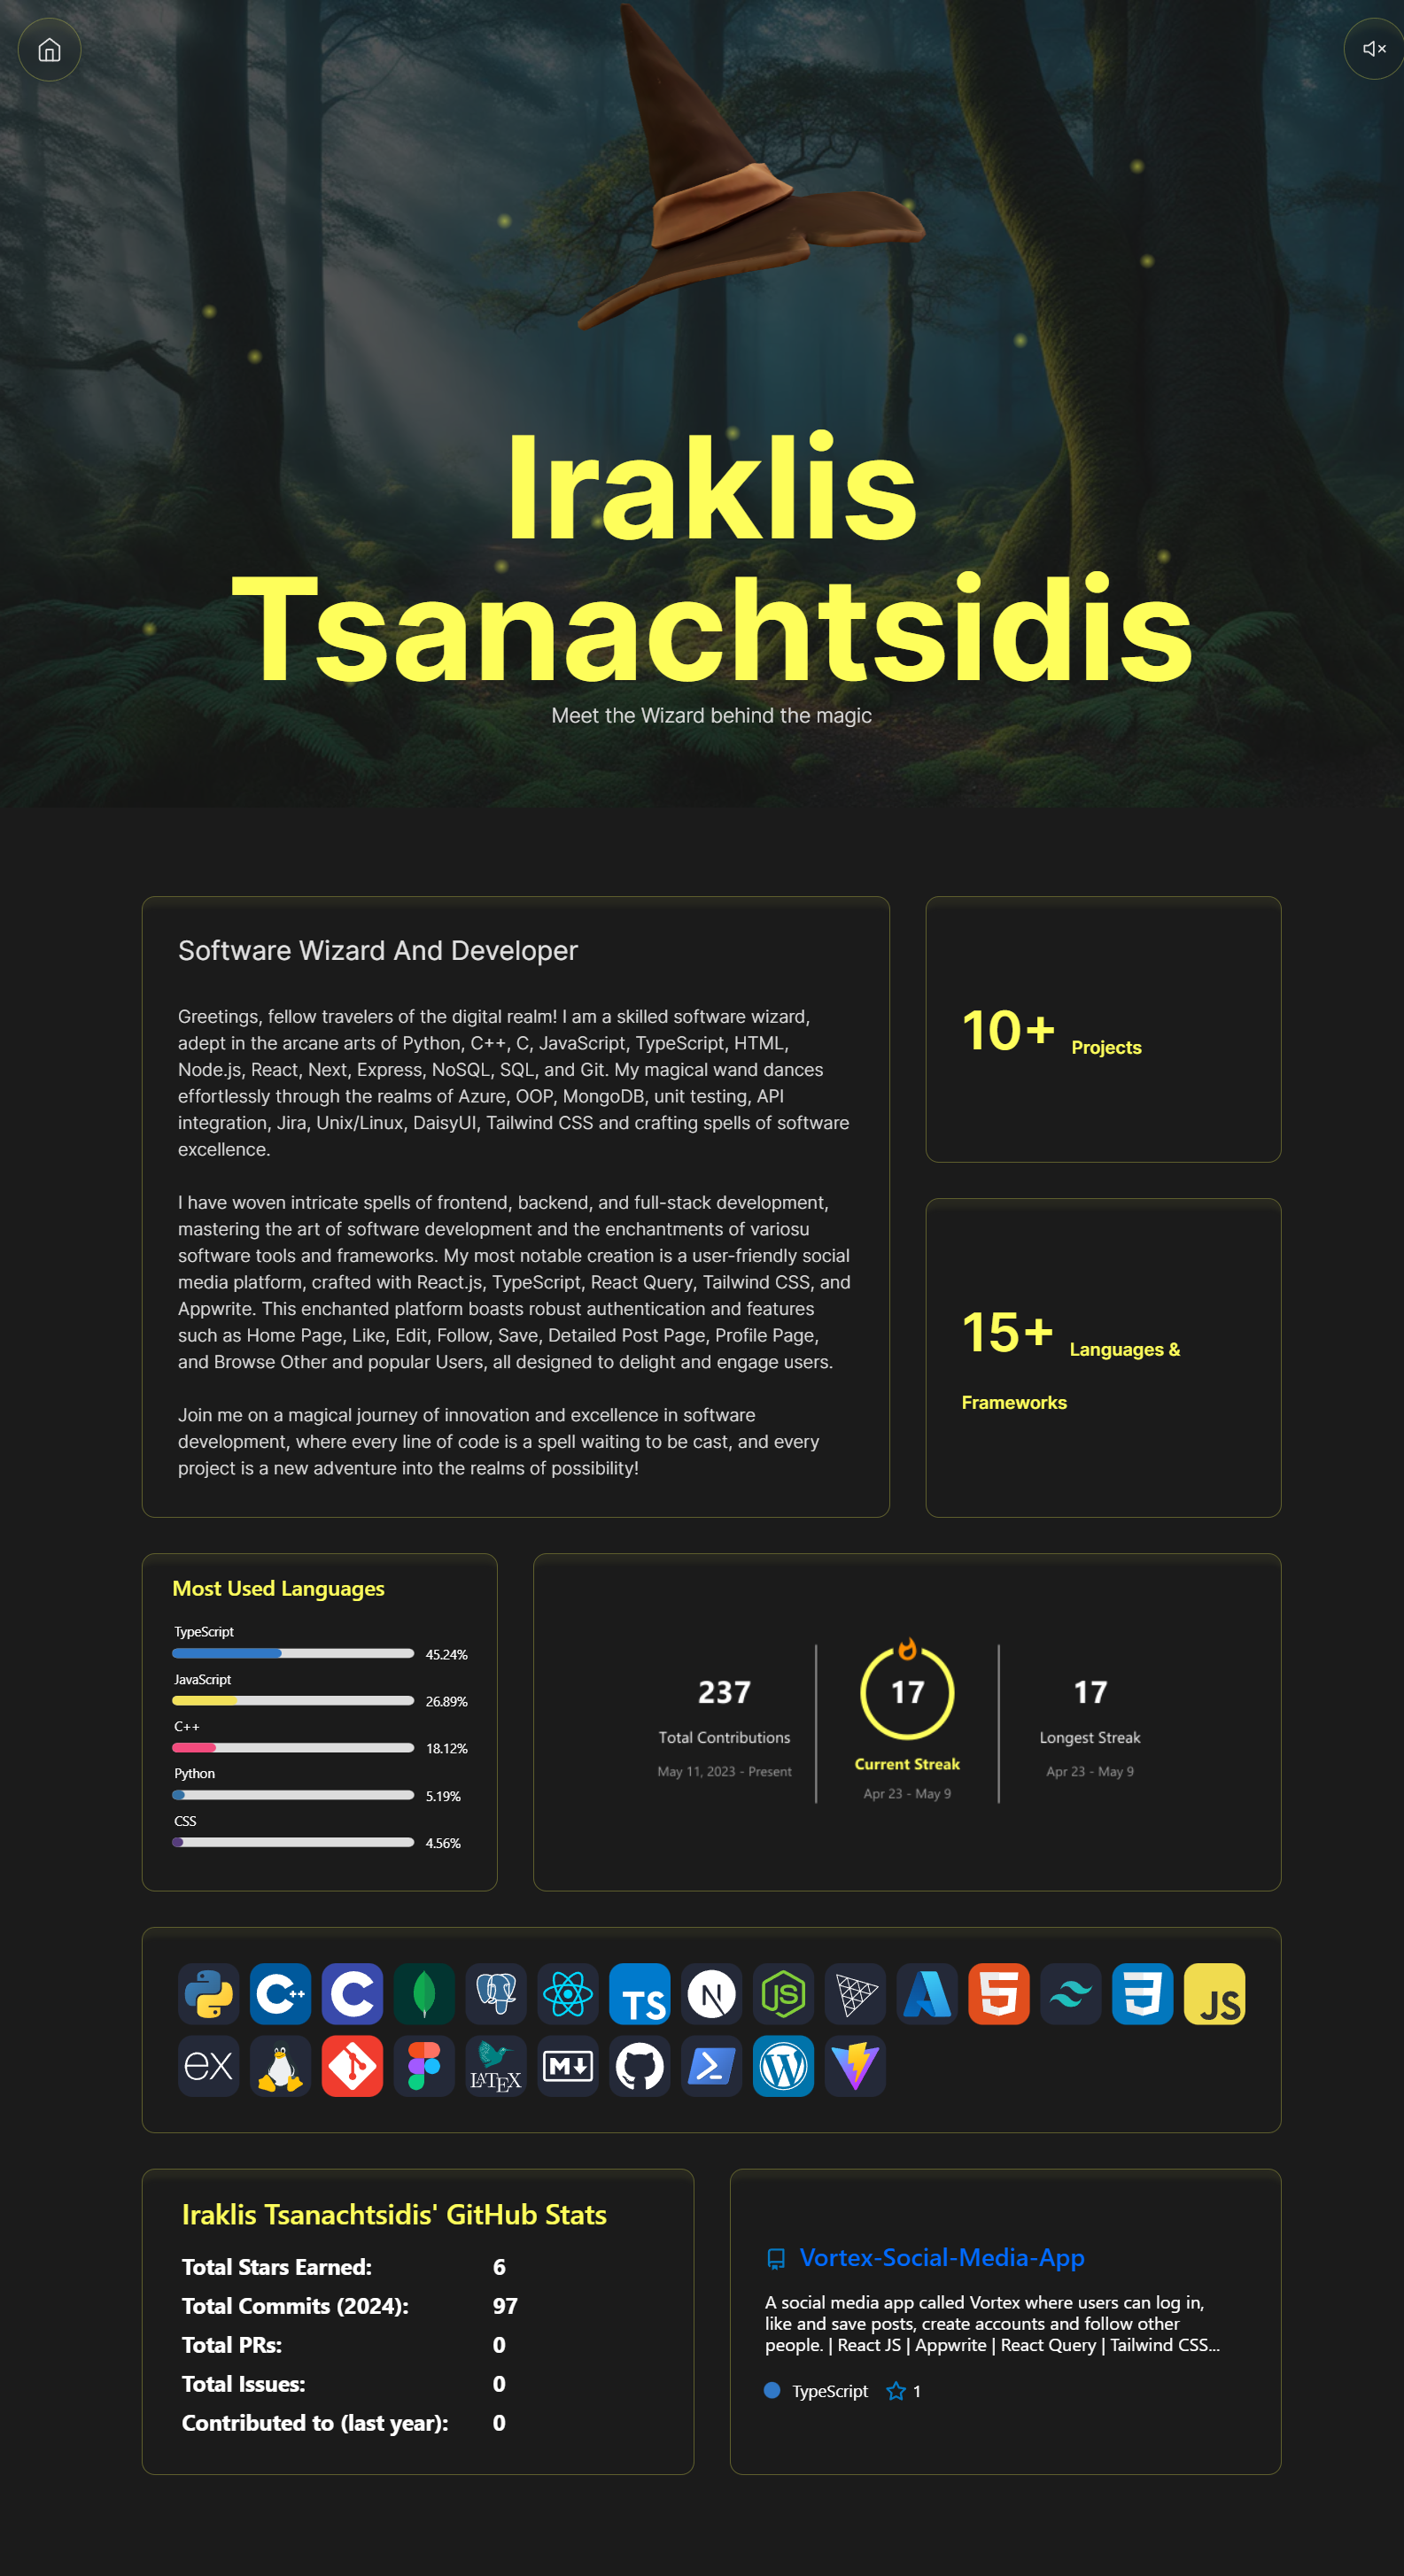 Iraklis
Tsanachtsidis
Meet the Wizard behind the magic
Software Wizard And Developer
Greetings, fellow travelers of the digital realm! I am a skilled software wizard,
adept in the arcane arts of Python, C++, C, JavaScript, TypeScript, HTML,
Node.js, React, Next, Express, NoSQL, SQL, and Git. My magical wand dances
effortlessly through the realms of Azure, OOP, MongoDB, unit testing, API
integration, Jira, Unix/Linux, DaisyUI, Tailwind CSS and crafting spells of software
excellence.
I have woven intricate spells of frontend, backend, and full-stack development,
mastering the art of software development and the enchantments of variosu
software tools and frameworks. My most notable creation is a user-friendly social
media platform, crafted with React.js, TypeScript, React Query, Tailwind CSS, and
Appwrite. This enchanted platform boasts robust authentication and features
such as Home Page, Like, Edit, Follow, Save, Detailed Post Page, Profile Page,
and Browse Other and popular Users, all designed to delight and engage users.
Join me on a magical journey of innovation and excellence in software
development, where every line of code is a spell waiting to be cast, and every
project is a new adventure into the realms of possibility!
10+ Projects
15+ Languages &
Frameworks
Most Used Languages
TypeScript
45.24%
JavaScript
26.89%
C++
18.12%
Python
5.19%
CSS
4.56%
237
Total Contributions
May 11, 2023 - Present
17
Current Streak
Apr 23 - May 9
17
Longest Streak
Apr 23 - May 9
C++ C TS N JS 5 3 JS
ex LATEX M W
Iraklis Tsanachtsidis' GitHub Stats
Total Stars Earned: 6
Total Commits (2024): 97
Total PRs: 0
Total Issues: 0
Contributed to (last year): 0
Vortex-Social-Media-App
A social media app called Vortex where users can log in,
like and save posts, create accounts and follow other
people. | React JS | Appwrite | React Query | Tailwind CSS...
TypeScript 1